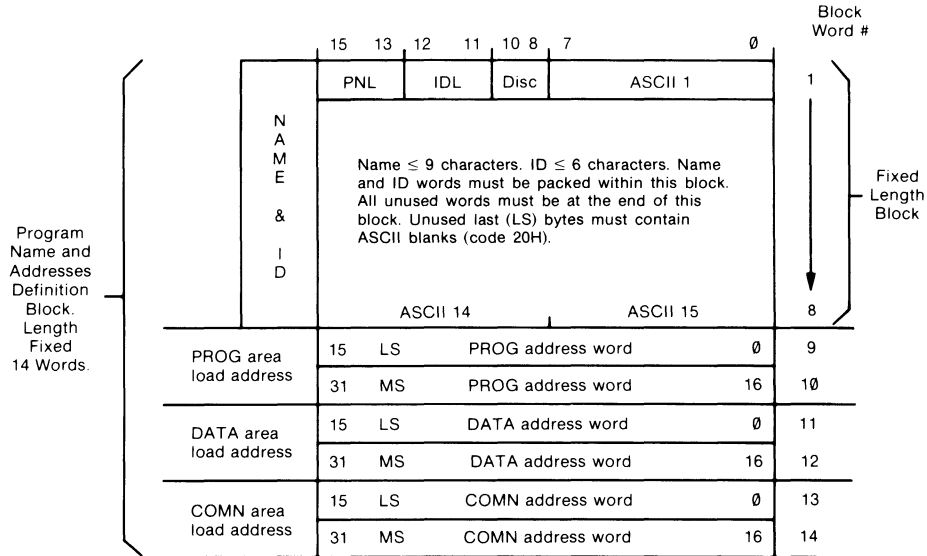 Block
Word #
15 13 12 11 10 8 7 Ø
PNL IDL Disc ASCII 1 1
N
A
M
E
&
I
D
Name ≤ 9 characters. ID ≤ 6 characters. Name
and ID words must be packed within this block.
All unused words must be at the end of this
block. Unused last (LS) bytes must contain
ASCII blanks (code 20H).
Fixed
Length
Block
Program
Name and
Addresses
Definition
Block.
Length
Fixed
14 Words.
ASCII 14 ASCII 15 8
PROG area
load address
15 LS PROG address word Ø 9
31 MS PROG address word 16 1Ø
DATA area
load address
15 LS DATA address word Ø 11
31 MS DATA address word 16 12
COMN area
load address
15 LS COMN address word Ø 13
31 MS COMN address word 16 14